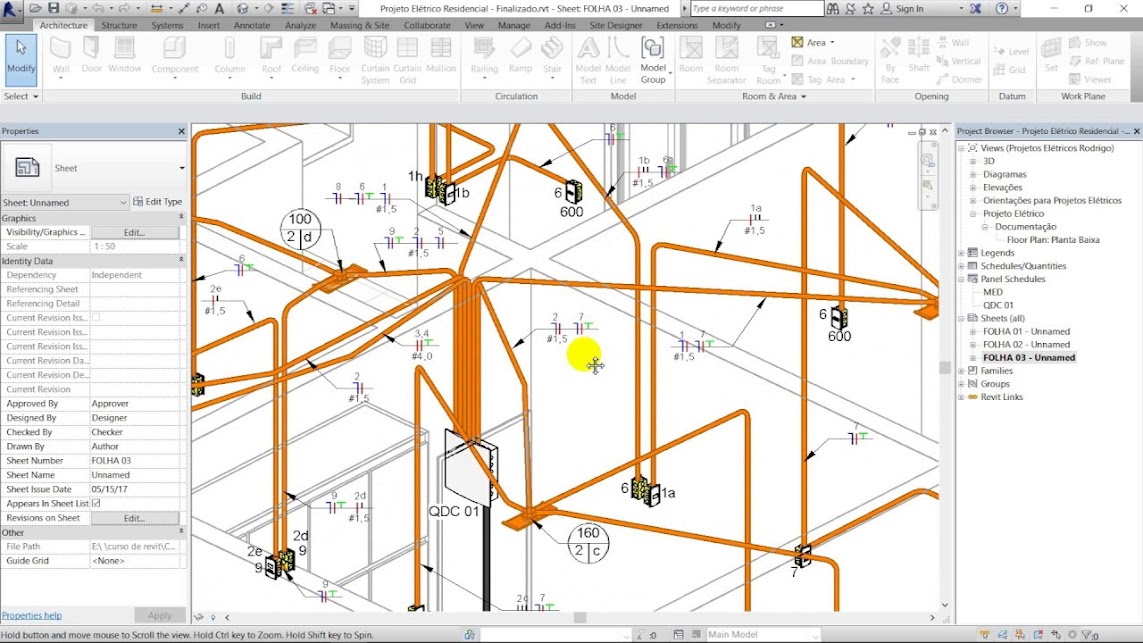 Projeto Elétrico Residencial - Finalizado.rvt - Sheet: FOLHA 03 - Unnamed
Type a keyword or phrase
Sign In
Architecture Structure Systems Insert Annotate Analyze Massing & Site Collaborate View Manage Add-Ins Site Designer Extensions Modify
Modify Wall Door Window Component Column Roof Ceiling Floor Curtain System Curtain Grid Mullion Railing Ramp Stair Model Text Model Line Model Group Room Room Separator Tag Room
Area
Area Boundary
Tag Area
By Face Shaft Wall Vertical Dormer
Level
Grid
Set Show Ref Plane Viewer
Select Build Circulation Model Room & Area Opening Datum Work Plane
Properties
Sheet
Sheet: Unnamed Edit Type
Graphics
Visibility/Graphics ... Edit...
Scale 1 : 50
Identity Data
Dependency Independent
Referencing Sheet
Referencing Detail
Current Revision Iss...
Current Revision Iss...
Current Revision Iss...
Current Revision Da...
Current Revision De...
Current Revision
Approved By Approver
Designed By Designer
Checked By Checker
Drawn By Author
Sheet Number FOLHA 03
Sheet Name Unnamed
Sheet Issue Date 05/15/17
Appears In Sheet List
Revisions on Sheet Edit...
Other
File Path E:\ \curso de revit\C...
Guide Grid <None>
Properties help Apply
6
1h
1b
8 6 1
#1,5
1b
#1,5
6
600
1a
#1,5
100
2 d
9 2 5
#1,5
6
2e
#1,5
3,4
#4,0
2 7
#1,5
1 7
#1,5
6
600
2
#1,5
7
QDC 01
6 1a
9 2d
#1,5
160
2 c
2d
2e 9
9
7
9
2c 7
Project Browser - Projeto Elétrico Residencial -...
Views (Projetos Elétricos Rodrigo)
3D
Diagramas
Elevações
Orientações para Projetos Elétricos
Projeto Elétrico
Documentação
Floor Plan: Planta Baixa
Legends
Schedules/Quantities
Panel Schedules
MED
QDC 01
Sheets (all)
FOLHA 01 - Unnamed
FOLHA 02 - Unnamed
FOLHA 03 - Unnamed
Families
Groups
Revit Links
Hold button and move mouse to Scroll the view. Hold Ctrl key to Zoom. Hold Shift key to Spin.
:0
Main Model
:0